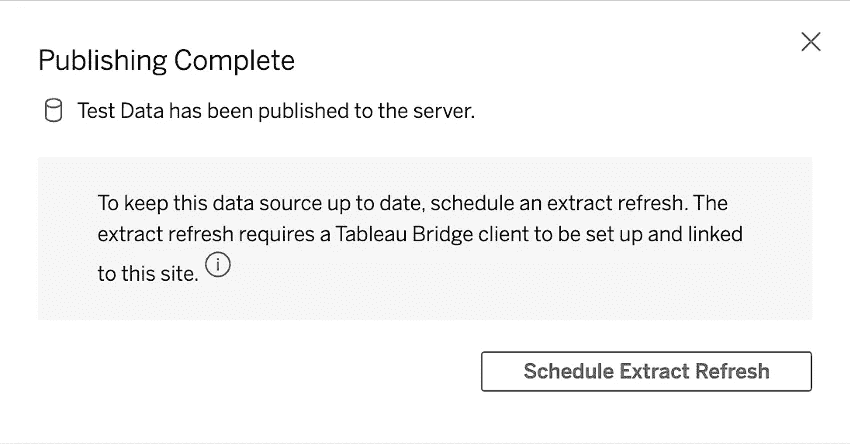 Publishing Complete
Test Data has been published to the server.
To keep this data source up to date, schedule an extract refresh. The
extract refresh requires a Tableau Bridge client to be set up and linked
to this site.
Schedule Extract Refresh